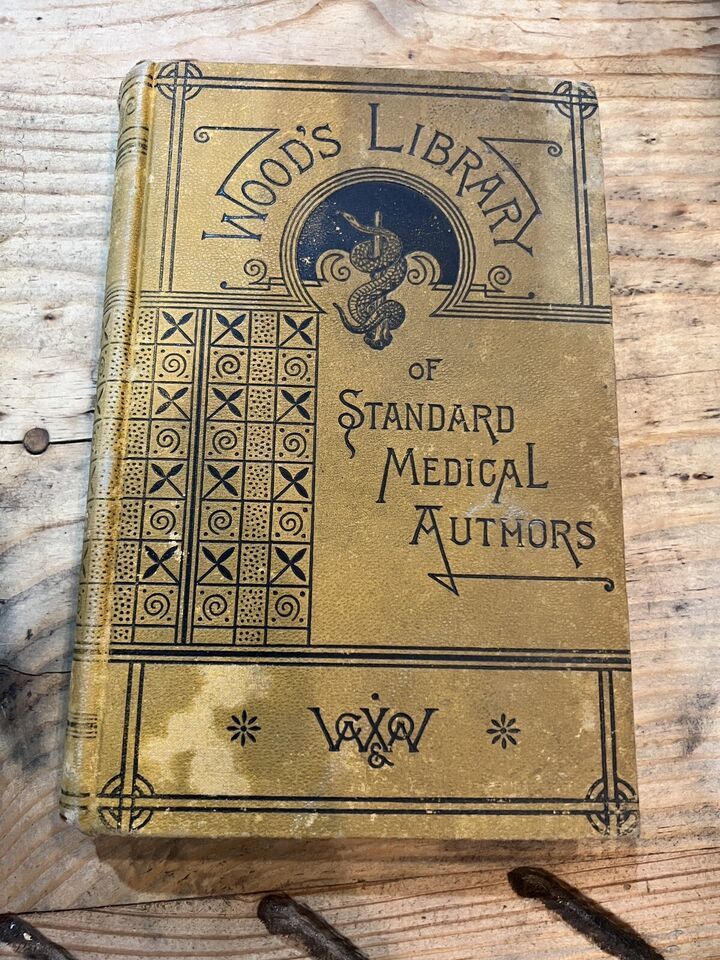 WOOD'S LIBRARY
OF
STANDARD
MEDICAL
AUTHORS